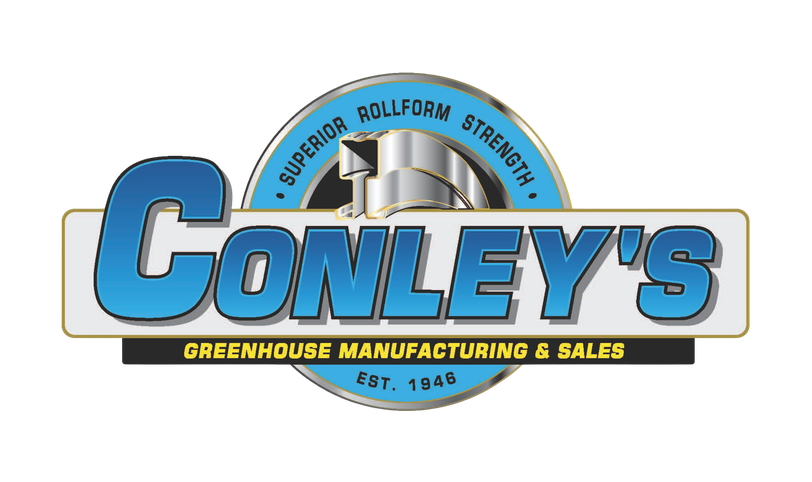 SUPERIOR ROLLFORM STRENGTH
CONLEY'S
GREENHOUSE MANUFACTURING & SALES
EST. 1946